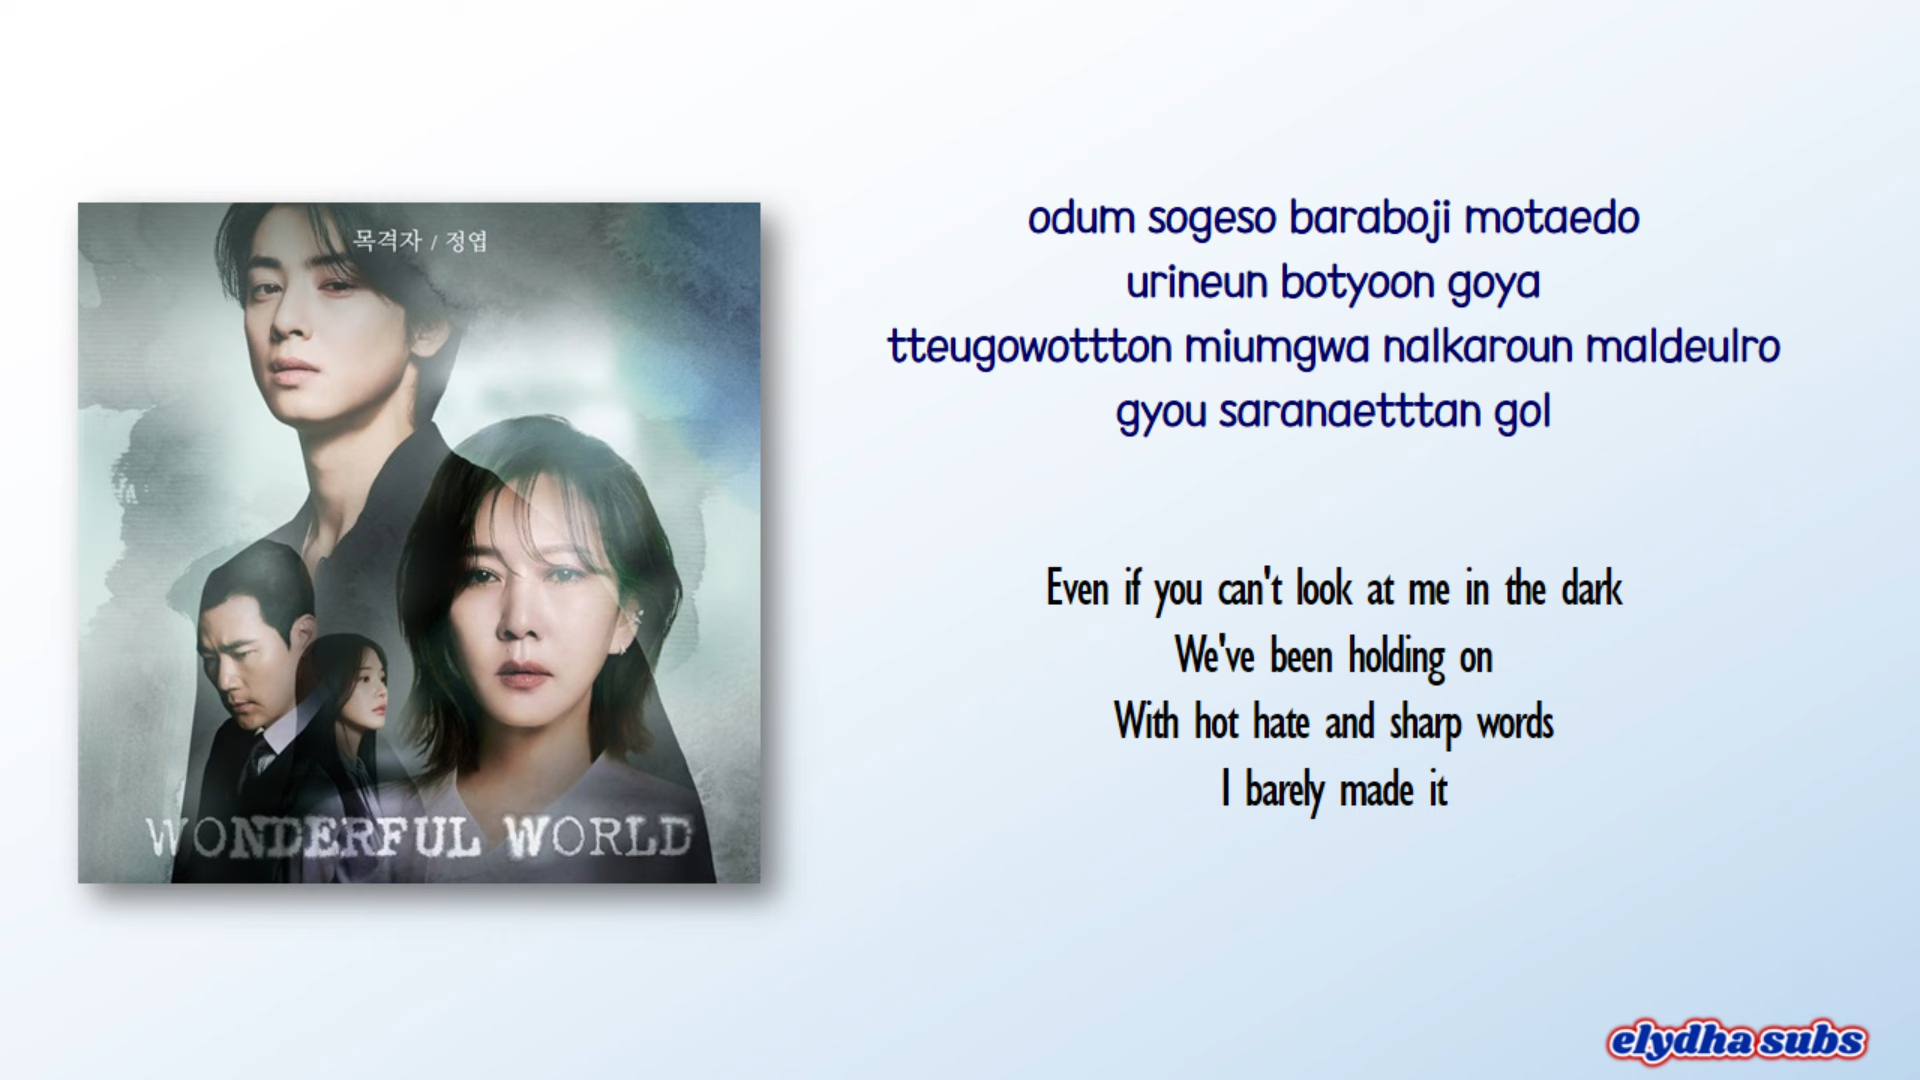 목격자 / 정엽
WONDERFUL WORLD
odum sogeso baraboji motaedo
urineun botyoon goya
tteugowottton miumgwa nalkaroun maldeulro
gyou saranaetttan gol
Even if you can't look at me in the dark
We've been holding on
With hot hate and sharp words
I barely made it
elydha subs